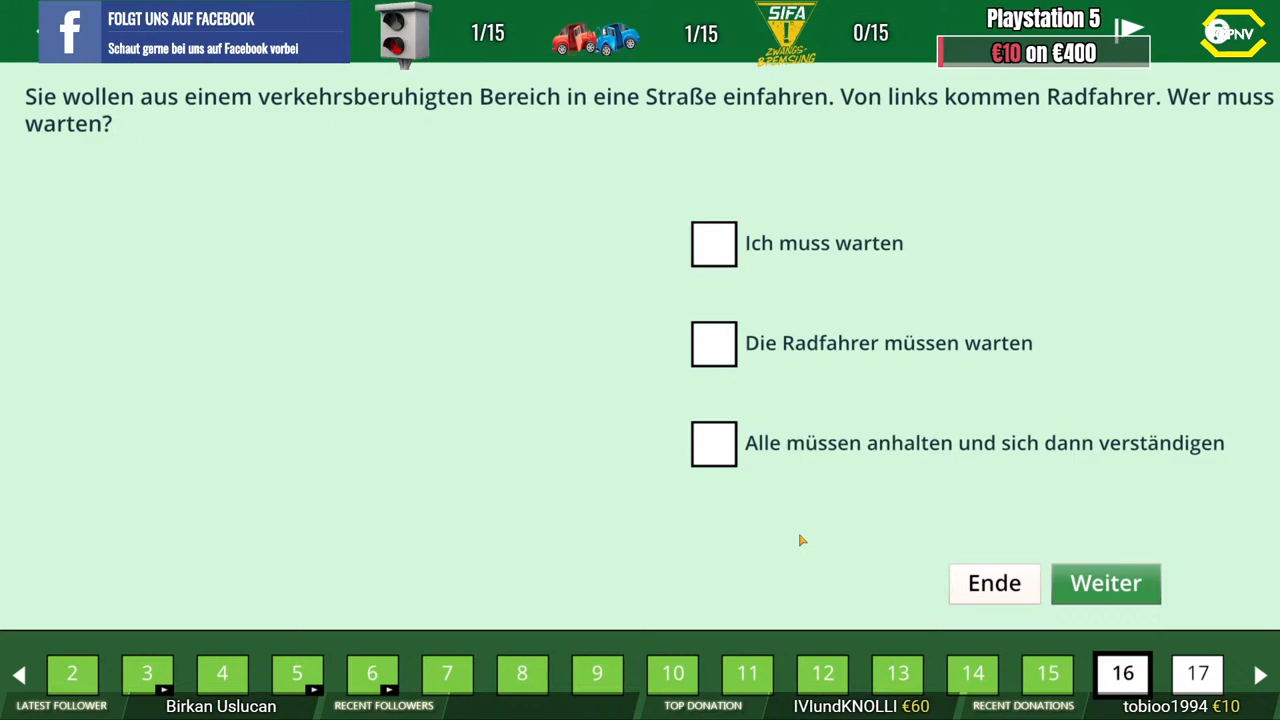 FOLGT UNS AUF FACEBOOK
Schaut gerne bei uns auf Facebook vorbei
1/15
1/15
SIFA
ZWANGS-
BREMSUNG
0/15
Playstation 5
€10 on €400
ÖPNV
Sie wollen aus einem verkehrsberuhigten Bereich in eine Straße einfahren. Von links kommen Radfahrer. Wer muss
warten?
Ich muss warten
Die Radfahrer müssen warten
Alle müssen anhalten und sich dann verständigen
Ende
Weiter
2 3 4 5 6 7 8 9 10 11 12 13 14 15 16 17
LATEST FOLLOWER Birkan Uslucan RECENT FOLLOWERS TOP DONATION IVIundKNOLLI €60 RECENT DONATIONS tobioo1994 €10